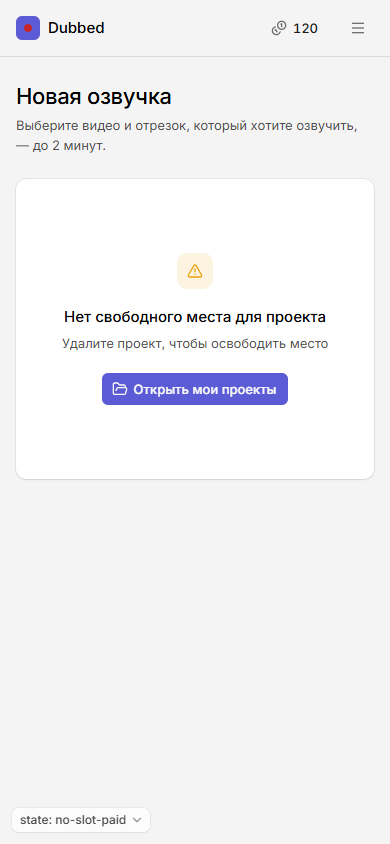 Dubbed
120
Новая озвучка
Выберите видео и отрезок, который хотите озвучить,
— до 2 минут.
Нет свободного места для проекта
Удалите проект, чтобы освободить место
Открыть мои проекты
state: no-slot-paid